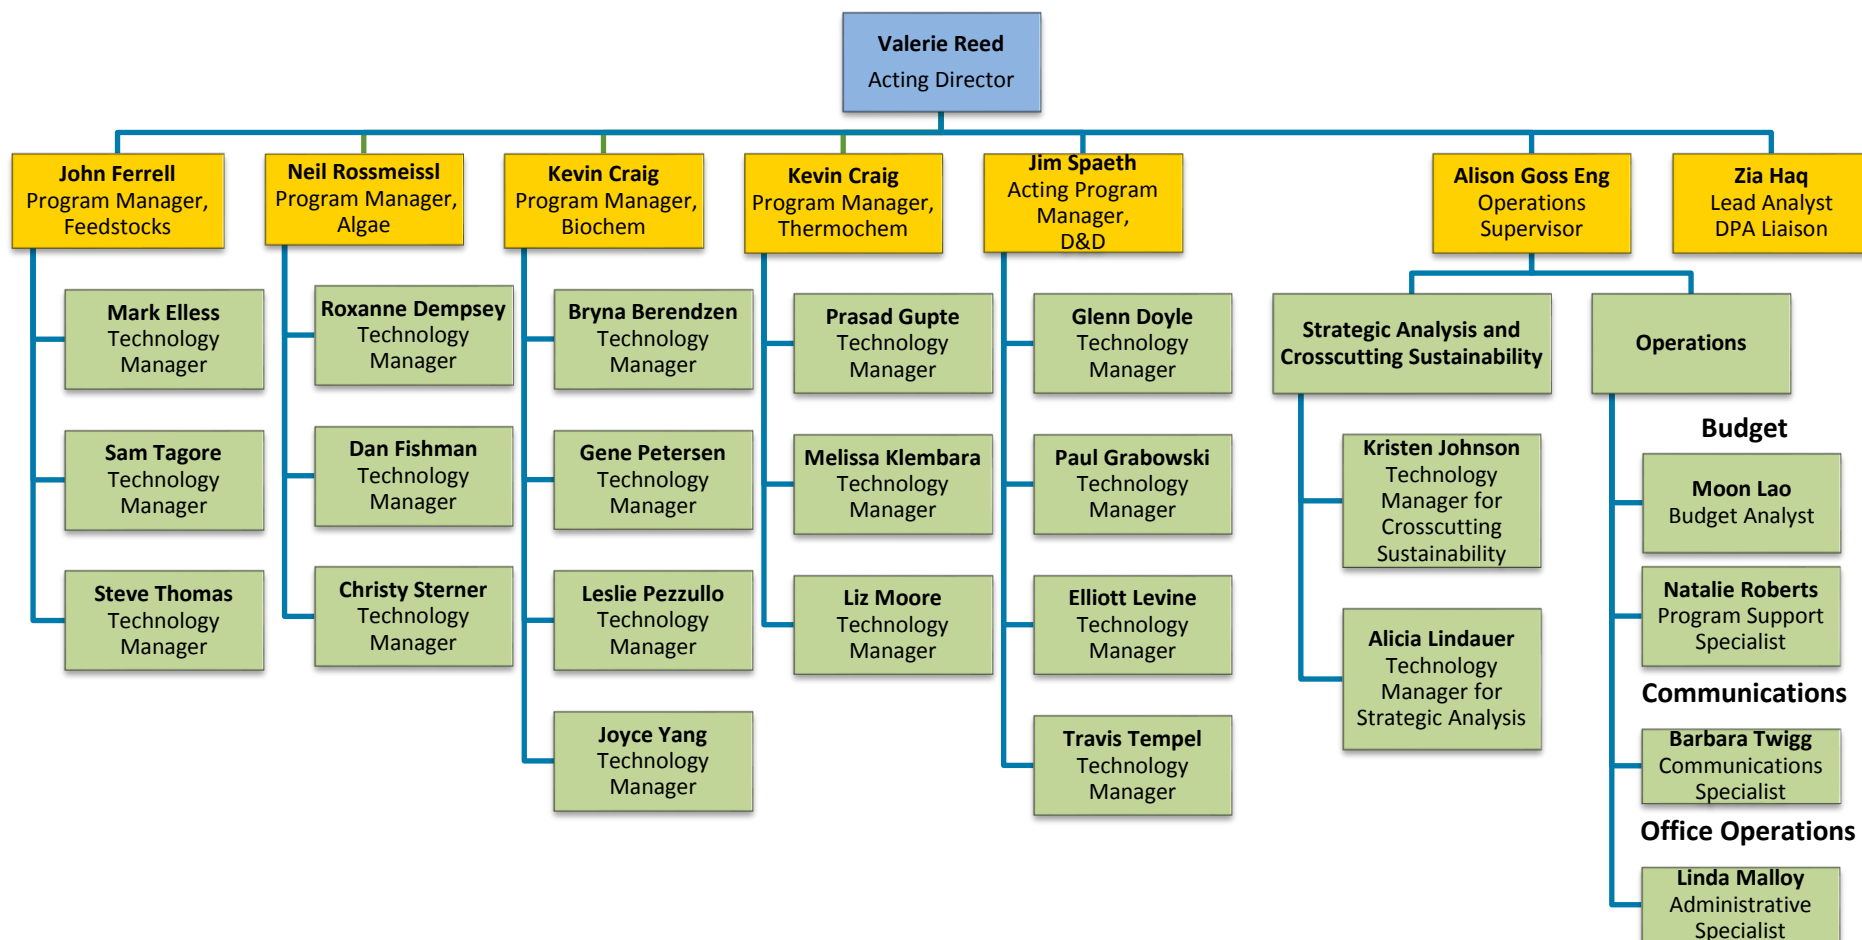 Valerie Reed
Acting Director
John Ferrell
Program Manager,
Feedstocks
Neil Rossmeissl
Program Manager,
Algae
Kevin Craig
Program Manager,
Biochem
Kevin Craig
Program Manager,
Thermochem
Jim Spaeth
Acting Program
Manager,
D&D
Alison Goss Eng
Operations
Supervisor
Zia Haq
Lead Analyst
DPA Liaison
Mark Elless
Technology
Manager
Sam Tagore
Technology
Manager
Steve Thomas
Technology
Manager
Roxanne Dempsey
Technology
Manager
Dan Fishman
Technology
Manager
Christy Sterner
Technology
Manager
Bryna Berendzen
Technology
Manager
Gene Petersen
Technology
Manager
Leslie Pezzullo
Technology
Manager
Joyce Yang
Technology
Manager
Prasad Gupte
Technology
Manager
Melissa Klembara
Technology
Manager
Liz Moore
Technology
Manager
Glenn Doyle
Technology
Manager
Paul Grabowski
Technology
Manager
Elliott Levine
Technology
Manager
Travis Tempel
Technology
Manager
Strategic Analysis and
Crosscutting Sustainability
Kristen Johnson
Technology
Manager for
Crosscutting
Sustainability
Alicia Lindauer
Technology
Manager for
Strategic Analysis
Operations
Budget
Moon Lao
Budget Analyst
Natalie Roberts
Program Support
Specialist
Communications
Barbara Twigg
Communications
Specialist
Office Operations
Linda Malloy
Administrative
Specialist